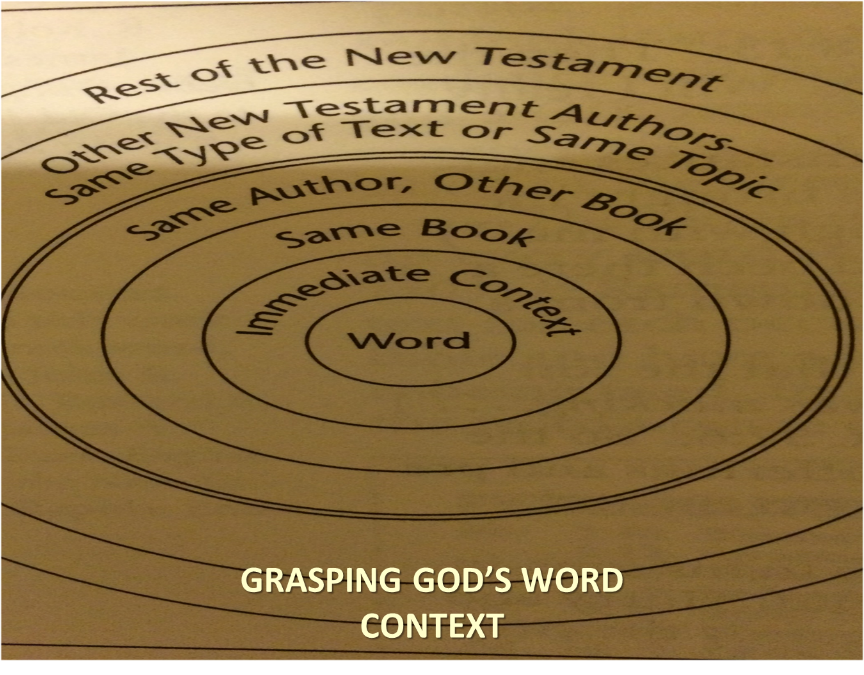 Rest of the New Testament
Other New Testament Authors—
Same Type of Text or Same Topic
Same Author, Other Book
Same Book
Immediate Context
Word
GRASPING GOD’S WORD
CONTEXT